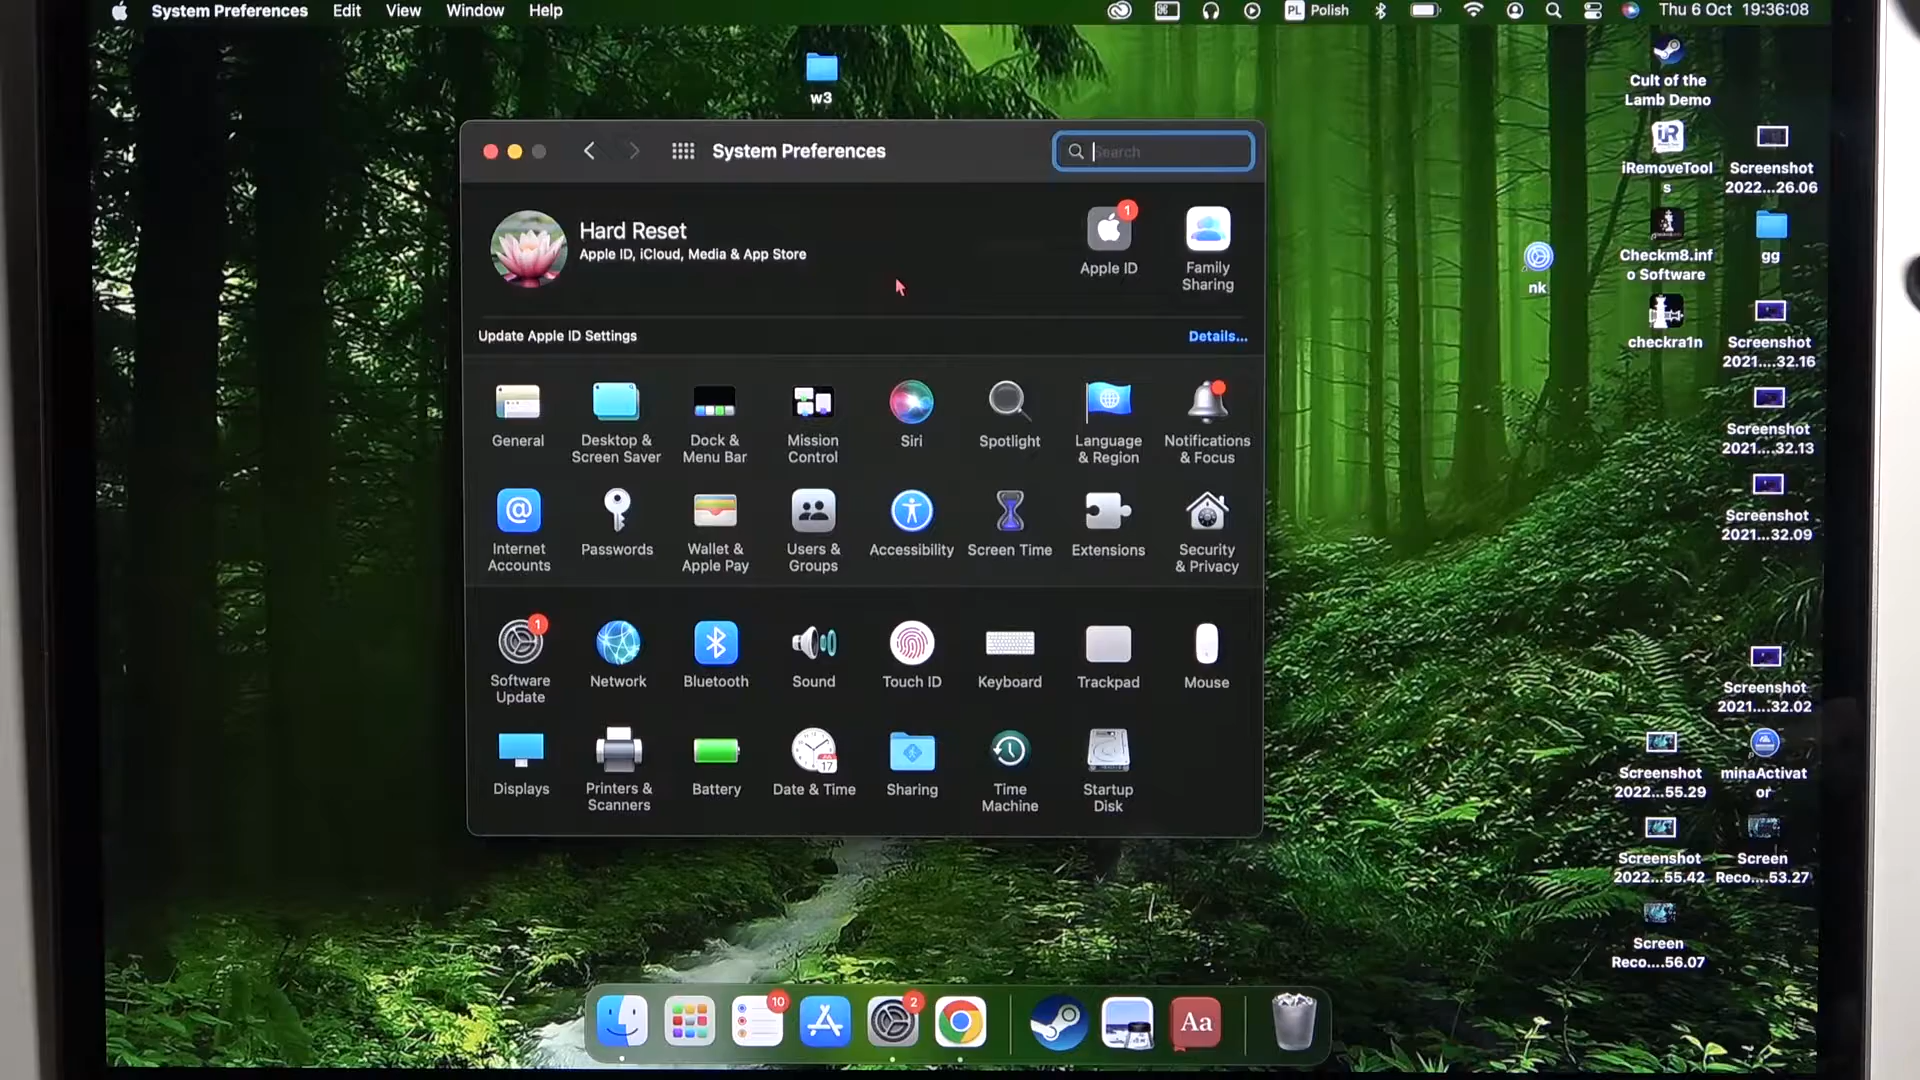 System Preferences Edit View Window Help PL Polish Thu 6 Oct 19:36:08
w3
Cult of the
Lamb Demo
iR
iRemoveTool
s
Screenshot
2022...26.06
Checkm8.inf
o Software
gg
nk
checkra1n
Screenshot
2021....32.16
Screenshot
2021....32.13
Screenshot
2021....32.09
Screenshot
2021....32.02
Screenshot
2022...55.29
minaActivat
or
Screenshot
2022...55.42
Screen
Reco....53.27
Screen
Reco....56.07
System Preferences
Search
Hard Reset
Apple ID, iCloud, Media & App Store
1
Apple ID
Family
Sharing
Update Apple ID Settings
Details...
General
Desktop &
Screen Saver
Dock &
Menu Bar
Mission
Control
Siri
Spotlight
Language
& Region
Notifications
& Focus
@
Internet
Accounts
Passwords
Wallet &
Apple Pay
Users &
Groups
Accessibility
Screen Time
Extensions
Security
& Privacy
1
Software
Update
Network
Bluetooth
Sound
Touch ID
Keyboard
Trackpad
Mouse
Displays
Printers &
Scanners
Battery
17
Date & Time
Sharing
Time
Machine
Startup
Disk
10
2
Aa